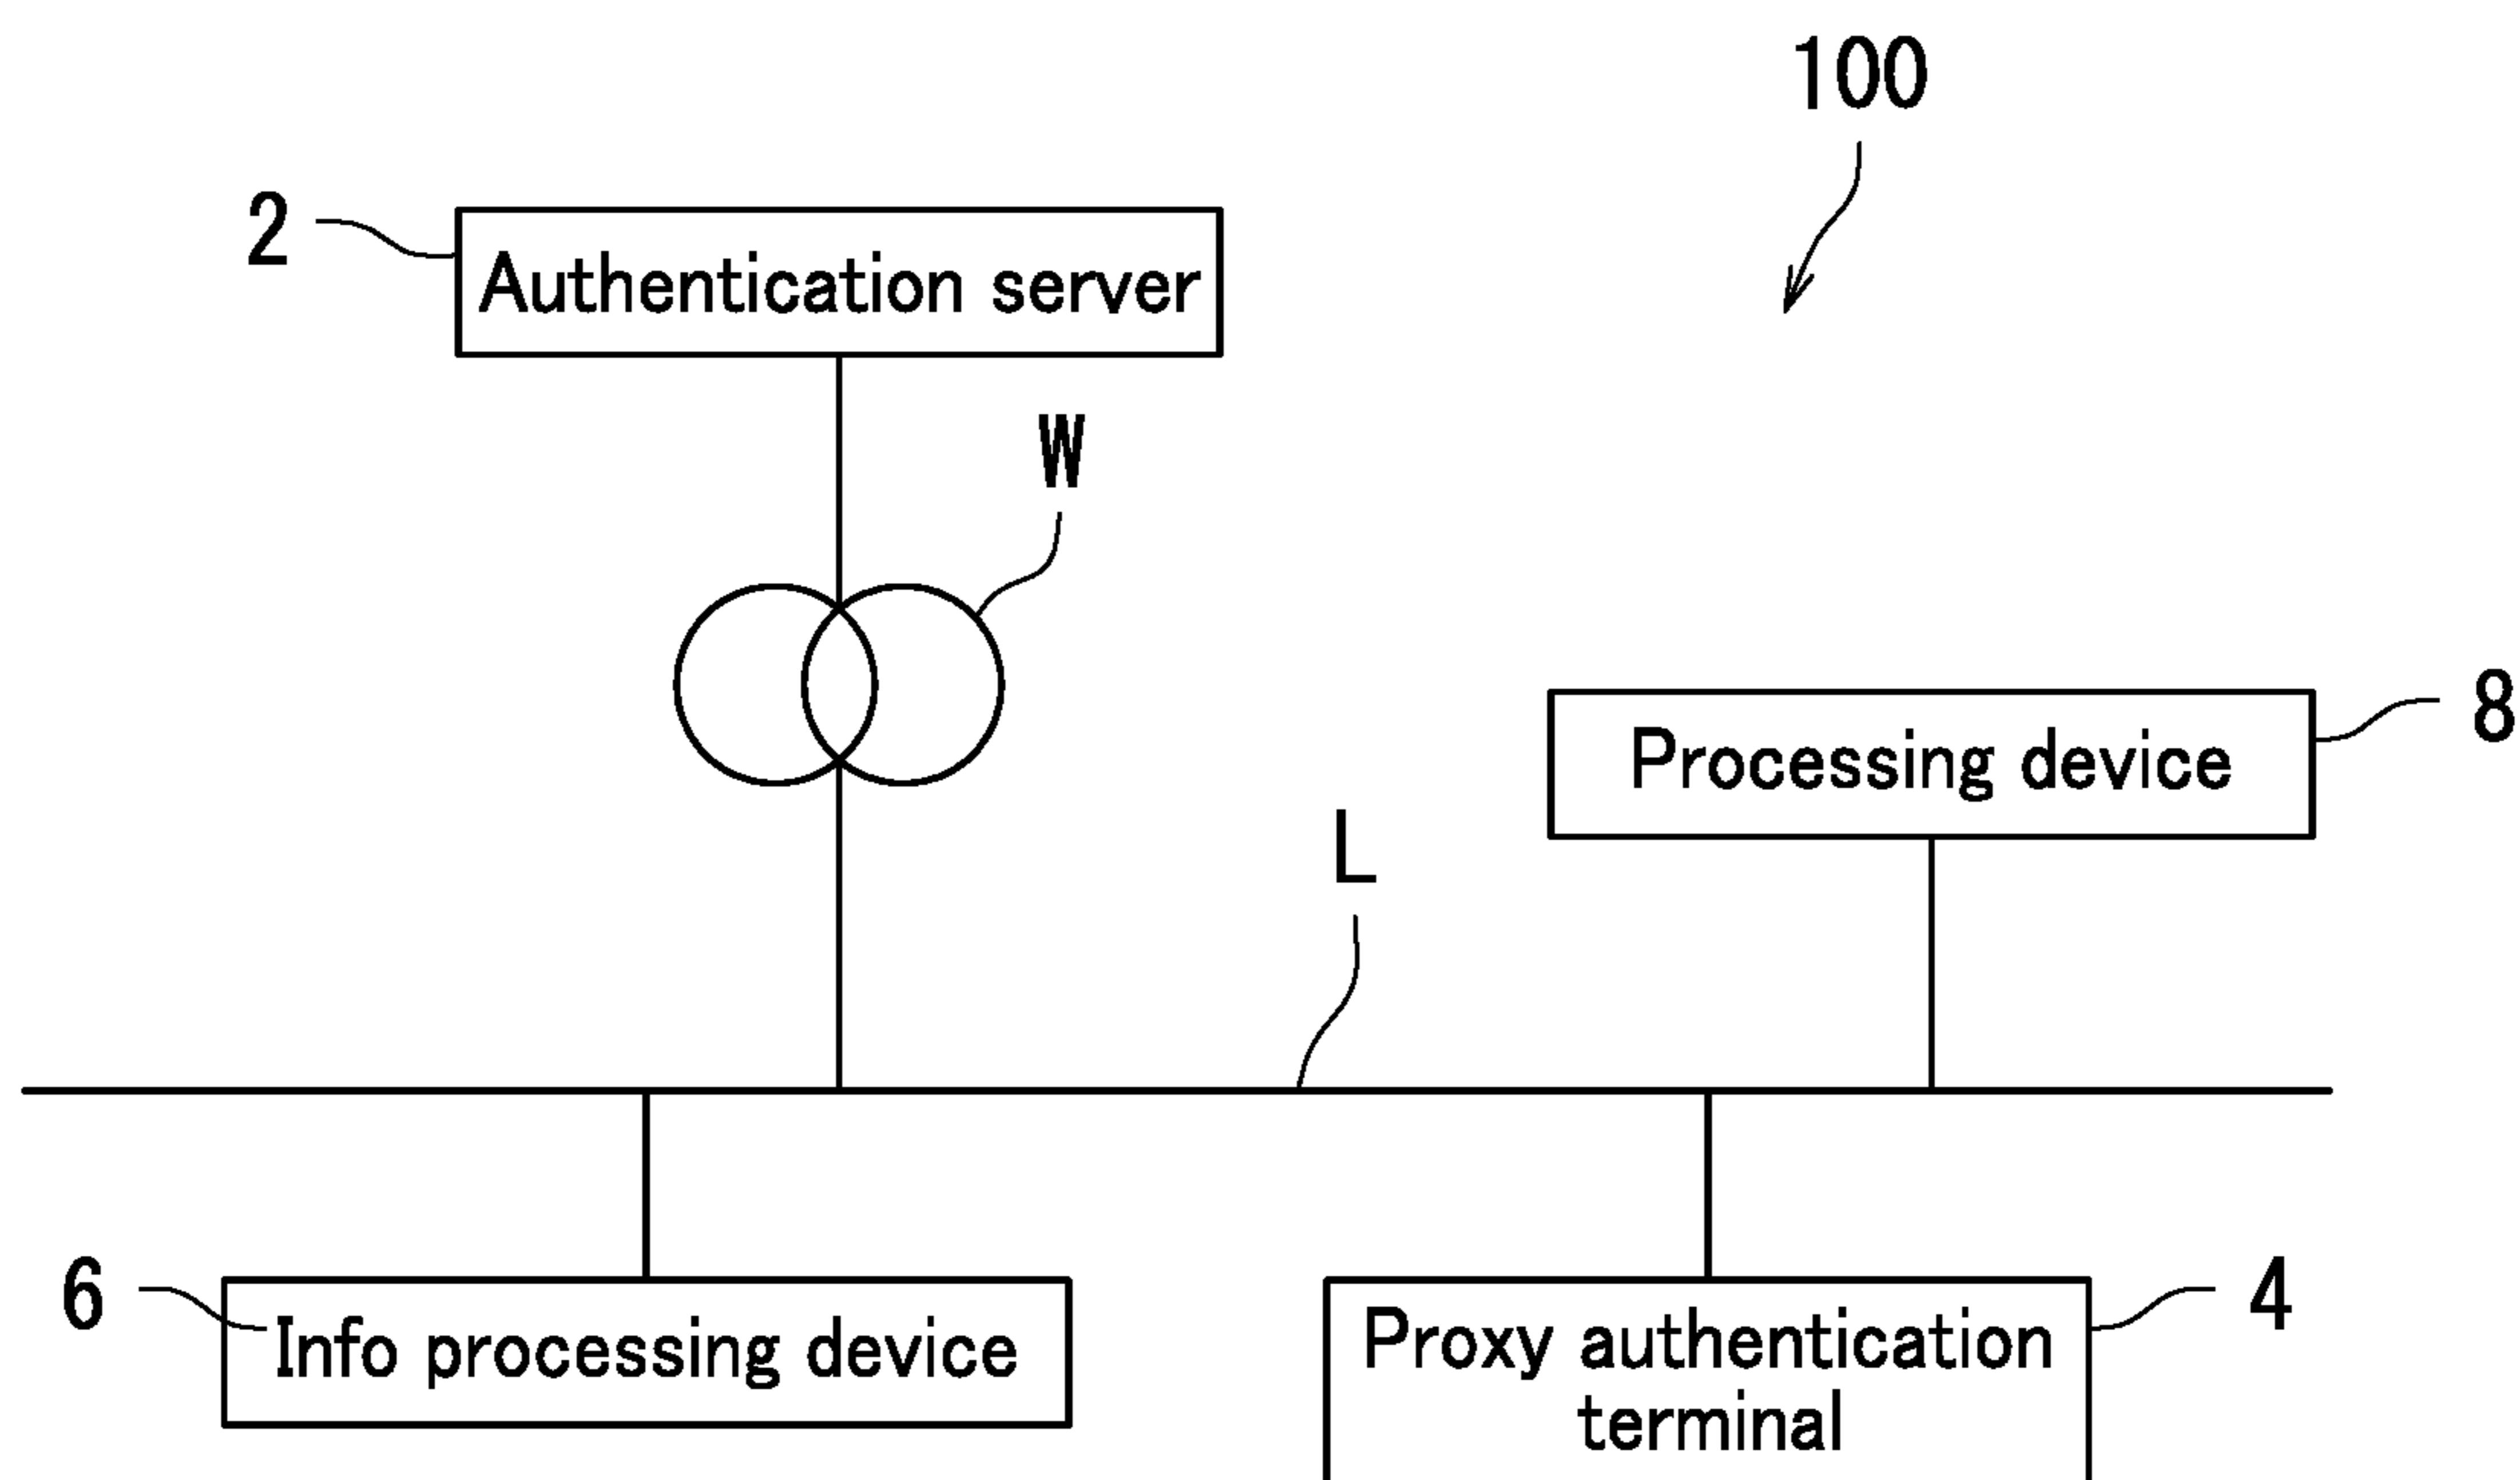 100
2
Authentication server
W
8
Processing device
L
6
Info processing device
4
Proxy authentication
terminal